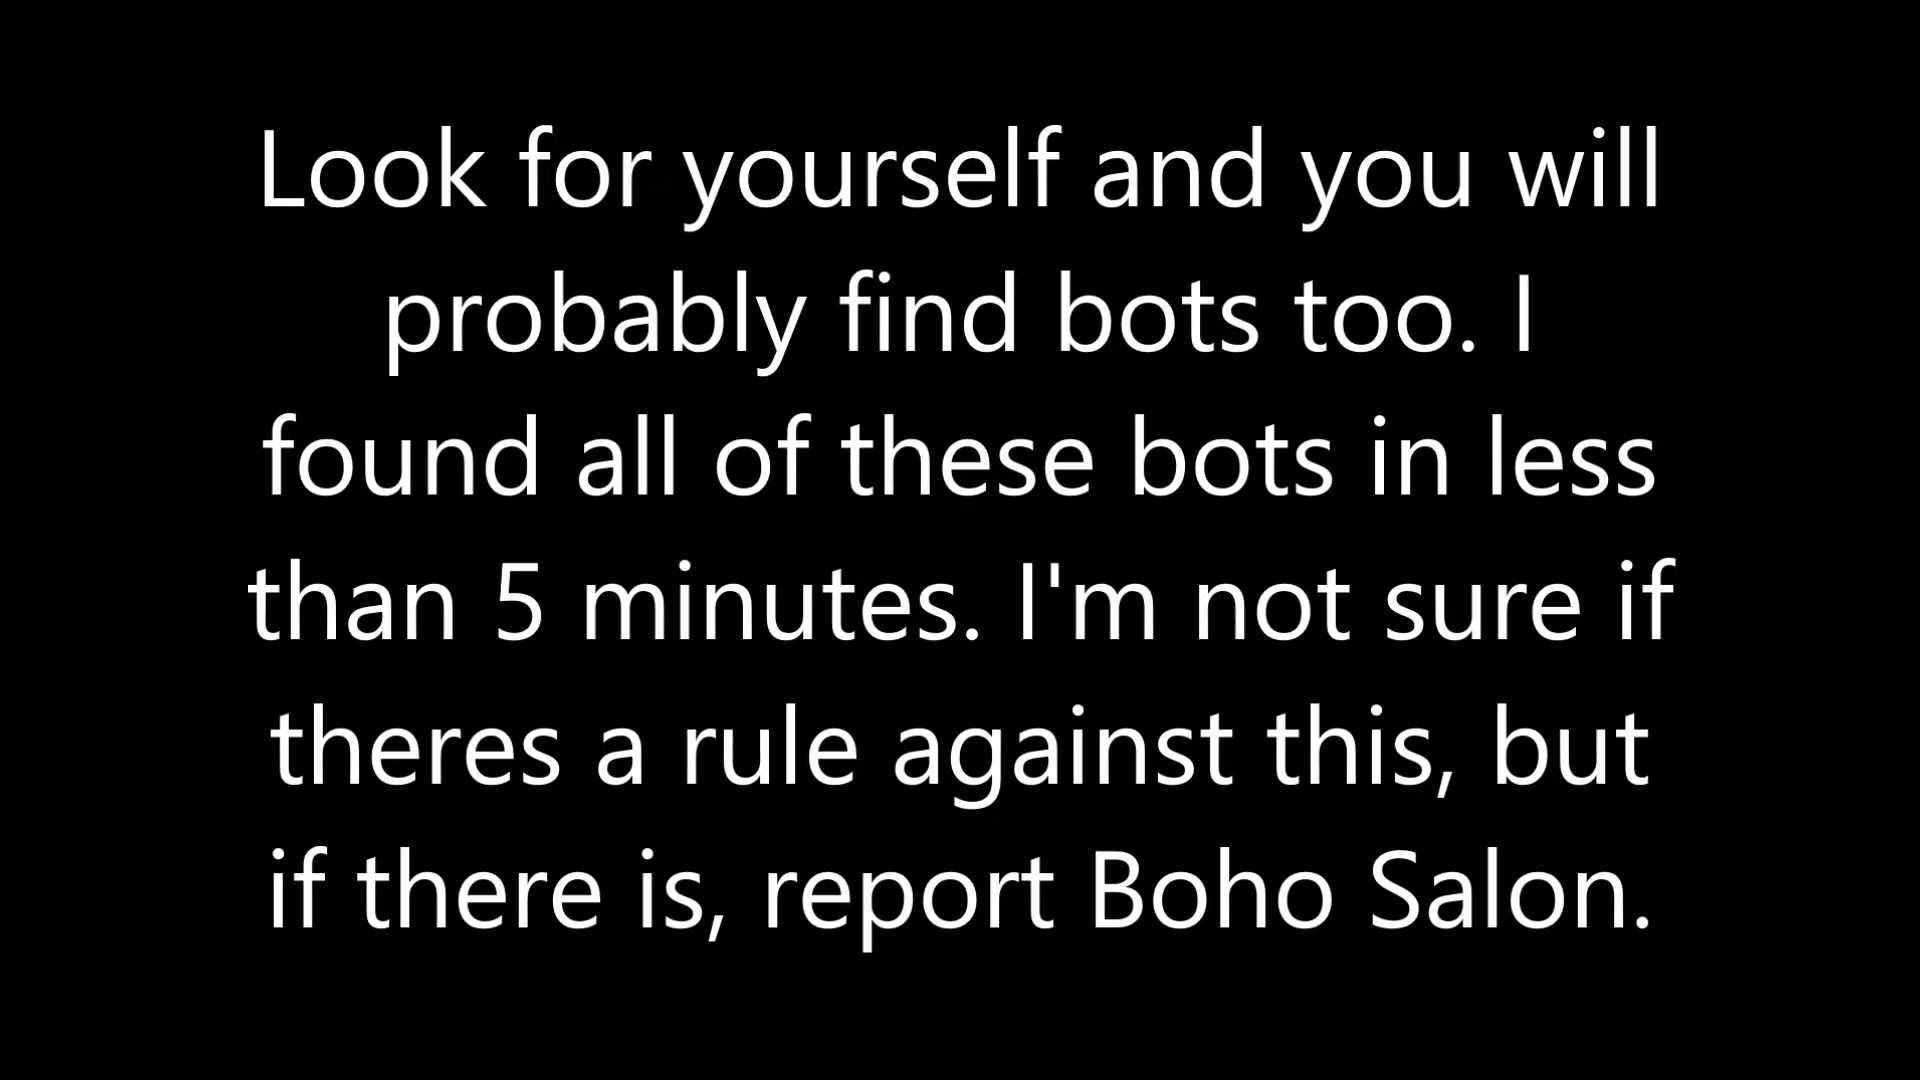 Look for yourself and you will
probably find bots too. I
found all of these bots in less
than 5 minutes. I'm not sure if
theres a rule against this, but
if there is, report Boho Salon.